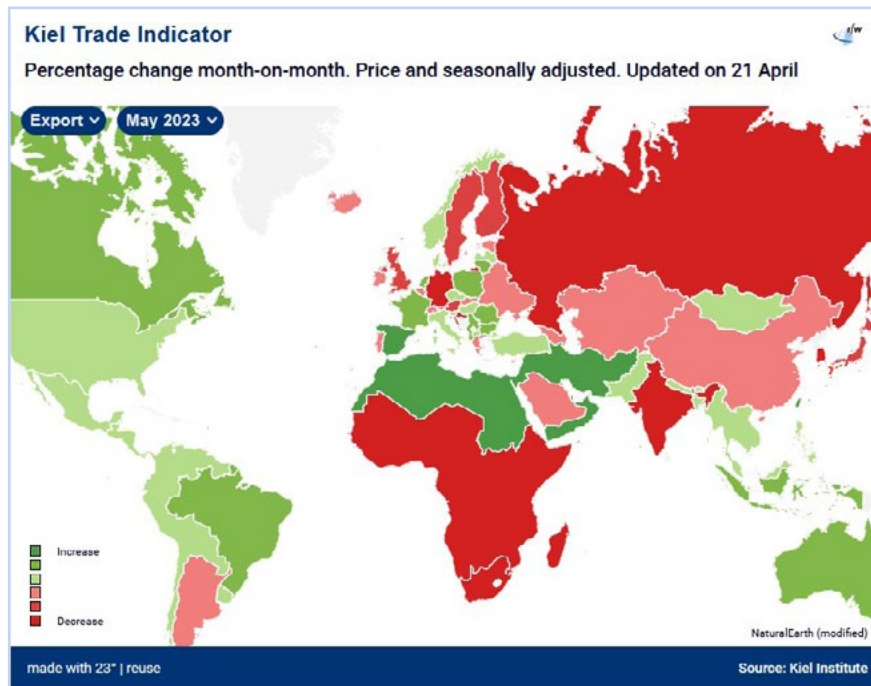 Kiel Trade Indicator
ifw
Percentage change month-on-month. Price and seasonally adjusted. Updated on 21 April
Export
May 2023
Increase
Decrease
NaturalEarth (modified)
made with 23° | reuse
Source: Kiel Institute